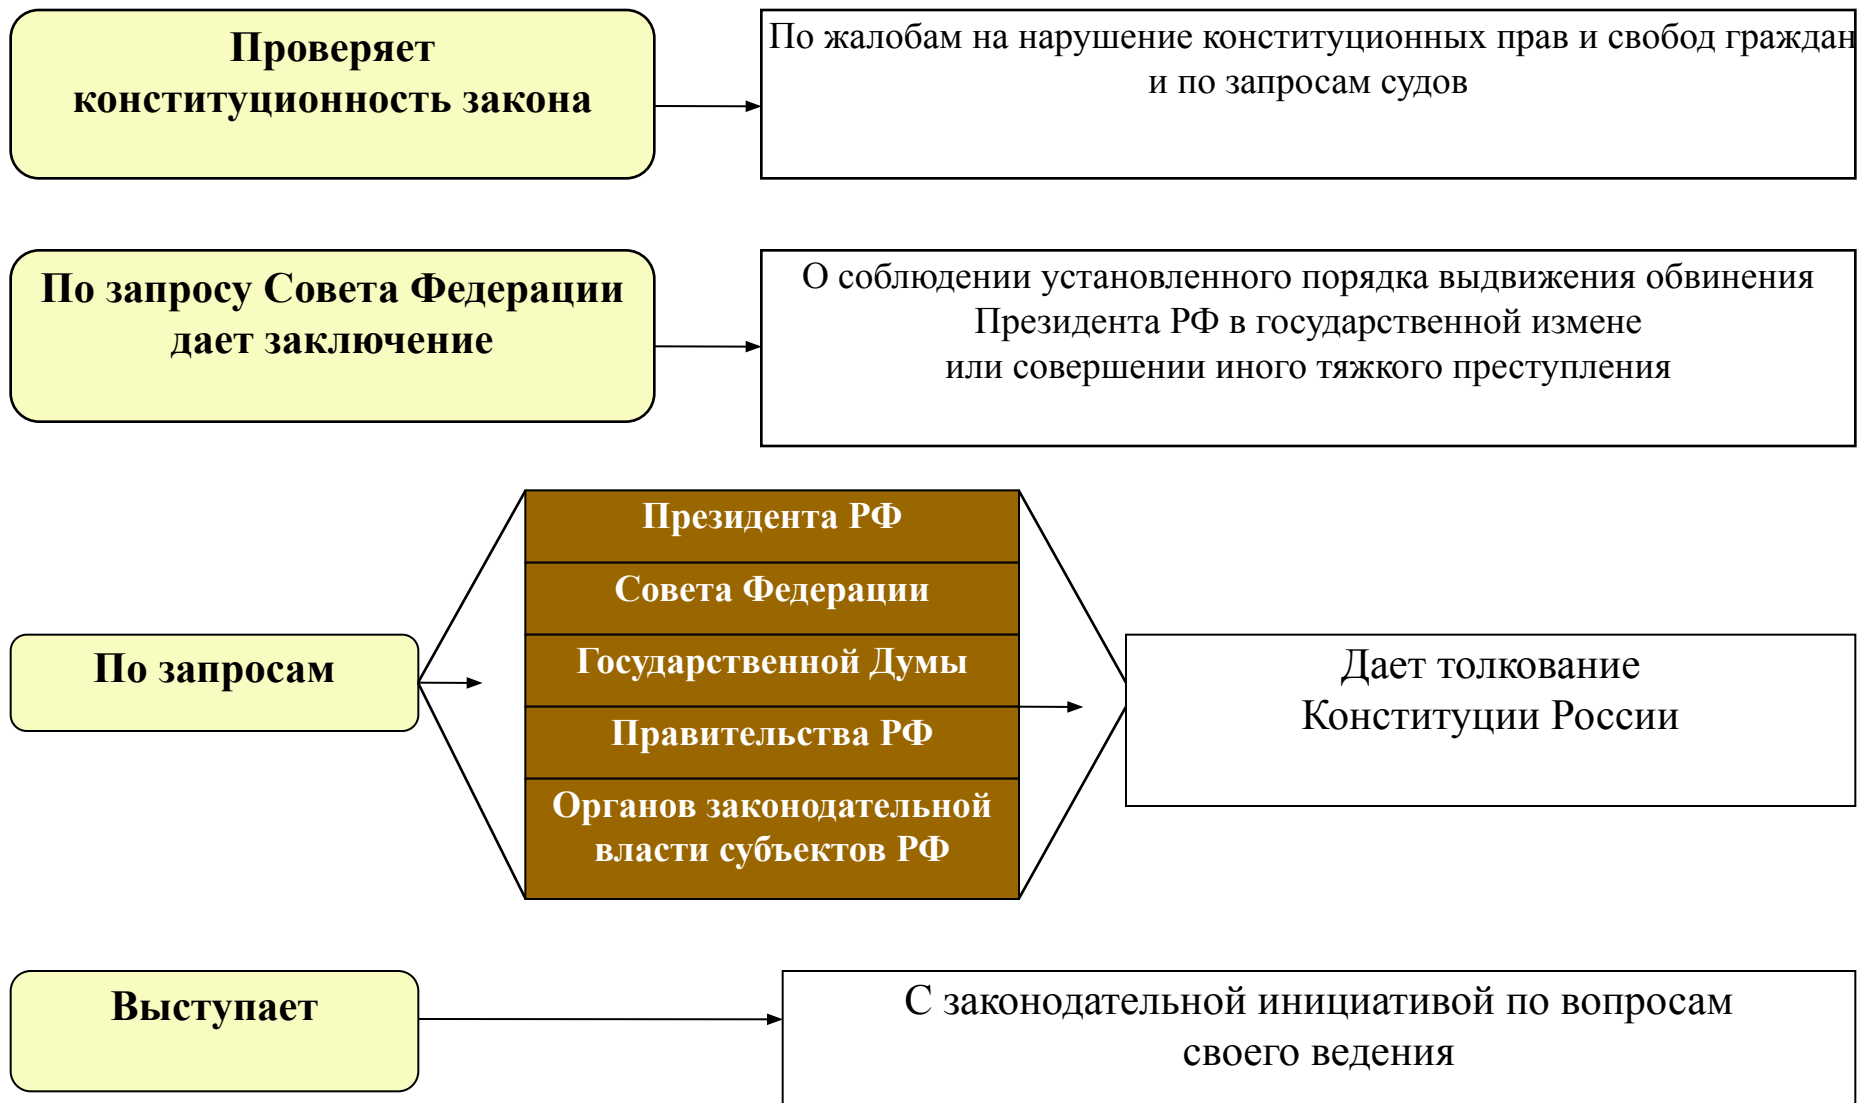 Проверяет
конституционность закона
По жалобам на нарушение конституционных прав и свобод граждан
и по запросам судов
По запросу Совета Федерации
дает заключение
О соблюдении установленного порядка выдвижения обвинения
Президента РФ в государственной измене
или совершении иного тяжкого преступления
По запросам
Президента РФ
Совета Федерации
Государственной Думы
Правительства РФ
Органов законодательной
власти субъектов РФ
Дает толкование
Конституции России
Выступает
С законодательной инициативой по вопросам
своего ведения